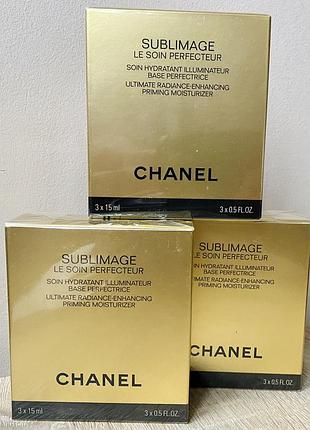 SUBLIMAGE
LE SOIN PERFECTEUR
SOIN HYDRATANT ILLUMINATEUR
BASE PERFECTRICE
ULTIMATE RADIANCE-ENHANCING
PRIMING MOISTURIZER
CHANEL
3 x 15 ml 3 x 0.5 FL.OZ.
SUBLIMAGE
LE SOIN PERFECTEUR
SOIN HYDRATANT ILLUMINATEUR
BASE PERFECTRICE
ULTIMATE RADIANCE-ENHANCING
PRIMING MOISTURIZER
CHANEL
3 x 15 ml 3 x 0.5 FL.OZ.
SUBLIMAGE
LE SOIN PERFECTEUR
SOIN HYDRATANT ILLUMINATEUR
BASE PERFECTRICE
ULTIMATE RADIANCE-ENHANCING
PRIMING MOISTURIZER
CHANEL
3 x 0.5 FL.OZ.